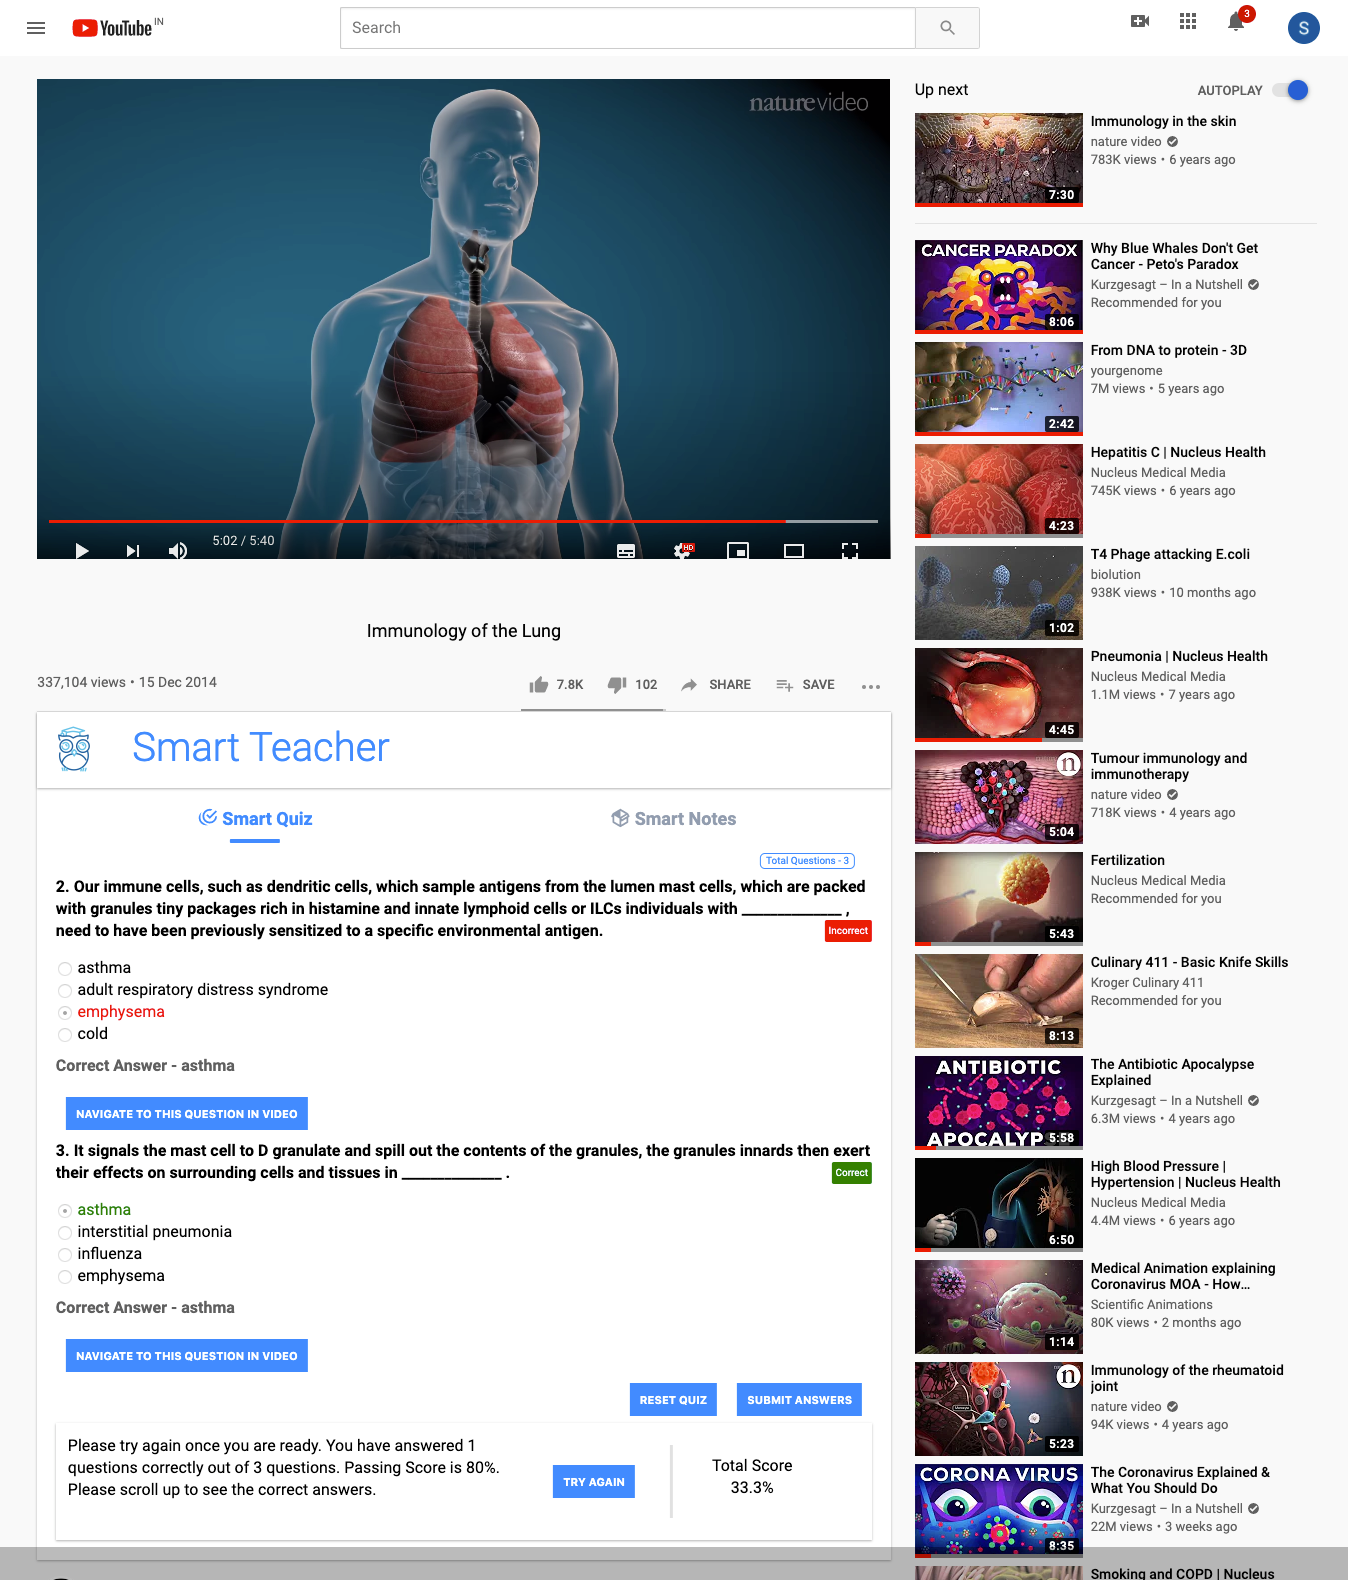 YouTube IN
Search
3
S
nature video
5:02 / 5:40
HD
Immunology of the Lung
337,104 views • 15 Dec 2014
7.8K
102
SHARE
SAVE
Smart Teacher
Smart Quiz
Smart Notes
Total Questions - 3
2. Our immune cells, such as dendritic cells, which sample antigens from the lumen mast cells, which are packed
with granules tiny packages rich in histamine and innate lymphoid cells or ILCs individuals with ____________ ,
need to have been previously sensitized to a specific environmental antigen.
Incorrect
asthma
adult respiratory distress syndrome
emphysema
cold
Correct Answer - asthma
NAVIGATE TO THIS QUESTION IN VIDEO
3. It signals the mast cell to D granulate and spill out the contents of the granules, the granules innards then exert
their effects on surrounding cells and tissues in ____________ .
Correct
asthma
interstitial pneumonia
influenza
emphysema
Correct Answer - asthma
NAVIGATE TO THIS QUESTION IN VIDEO
RESET QUIZ
SUBMIT ANSWERS
Please try again once you are ready. You have answered 1
questions correctly out of 3 questions. Passing Score is 80%.
Please scroll up to see the correct answers.
TRY AGAIN
Total Score
33.3%
Up next
AUTOPLAY
Immunology in the skin
nature video
783K views • 6 years ago
7:30
CANCER PARADOX
8:06
Why Blue Whales Don't Get
Cancer - Peto's Paradox
Kurzgesagt – In a Nutshell
Recommended for you
From DNA to protein - 3D
yourgenome
7M views • 5 years ago
2:42
Hepatitis C | Nucleus Health
Nucleus Medical Media
745K views • 6 years ago
4:23
T4 Phage attacking E.coli
biolution
938K views • 10 months ago
1:02
Pneumonia | Nucleus Health
Nucleus Medical Media
1.1M views • 7 years ago
4:45
n
Tumour immunology and
immunotherapy
nature video
718K views • 4 years ago
5:04
Fertilization
Nucleus Medical Media
Recommended for you
5:43
Culinary 411 - Basic Knife Skills
Kroger Culinary 411
Recommended for you
8:13
ANTIBIOTIC
APOCALYP
5:58
The Antibiotic Apocalypse
Explained
Kurzgesagt – In a Nutshell
6.3M views • 4 years ago
High Blood Pressure |
Hypertension | Nucleus Health
Nucleus Medical Media
4.4M views • 6 years ago
6:50
Medical Animation explaining
Coronavirus MOA - How...
Scientific Animations
80K views • 2 months ago
1:14
n
Immunology of the rheumatoid
joint
nature video
94K views • 4 years ago
5:23
CORONA VIRUS
8:35
The Coronavirus Explained &
What You Should Do
Kurzgesagt – In a Nutshell
22M views • 3 weeks ago
Smoking and COPD | Nucleus